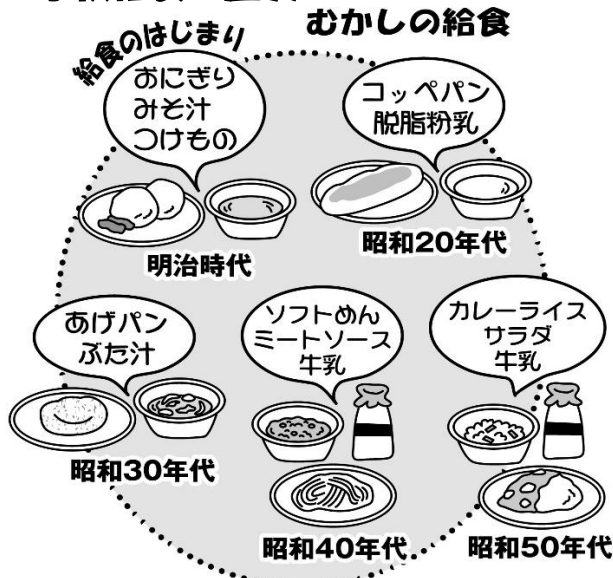 むかしの給食
給食のはじまり
おにぎり
みそ汁
つけもの
明治時代
コッペパン
脱脂粉乳
昭和20年代
あげパン
ぶた汁
昭和30年代
ソフトめん
ミートソース
牛乳
昭和40年代
カレーライス
サラダ
牛乳
昭和50年代